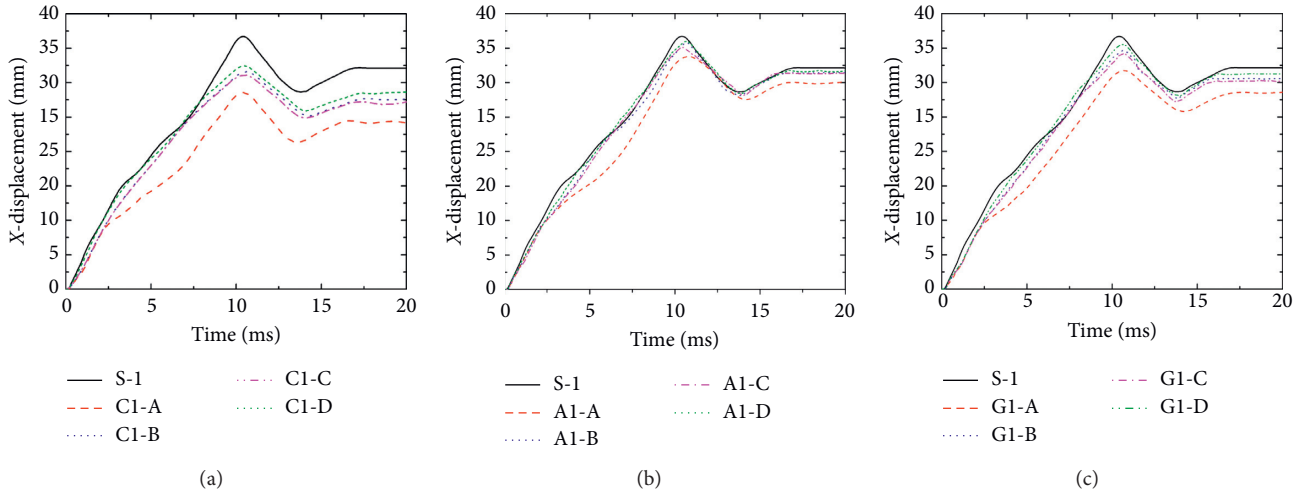 40
35
30
15
25
20
10
5
0
X-displacement (mm)
0 5 10 15 20
Time (ms)
S-1
C1-A
C1-B
C1-C
C1-D
(a)
40
35
30
15
25
20
10
5
0
X-displacement (mm)
0 5 10 15 20
Time (ms)
S-1
A1-A
A1-B
A1-C
A1-D
(b)
40
35
30
15
25
20
10
5
0
X-displacement (mm)
0 5 10 15 20
Time (ms)
S-1
G1-A
G1-B
G1-C
G1-D
(c)